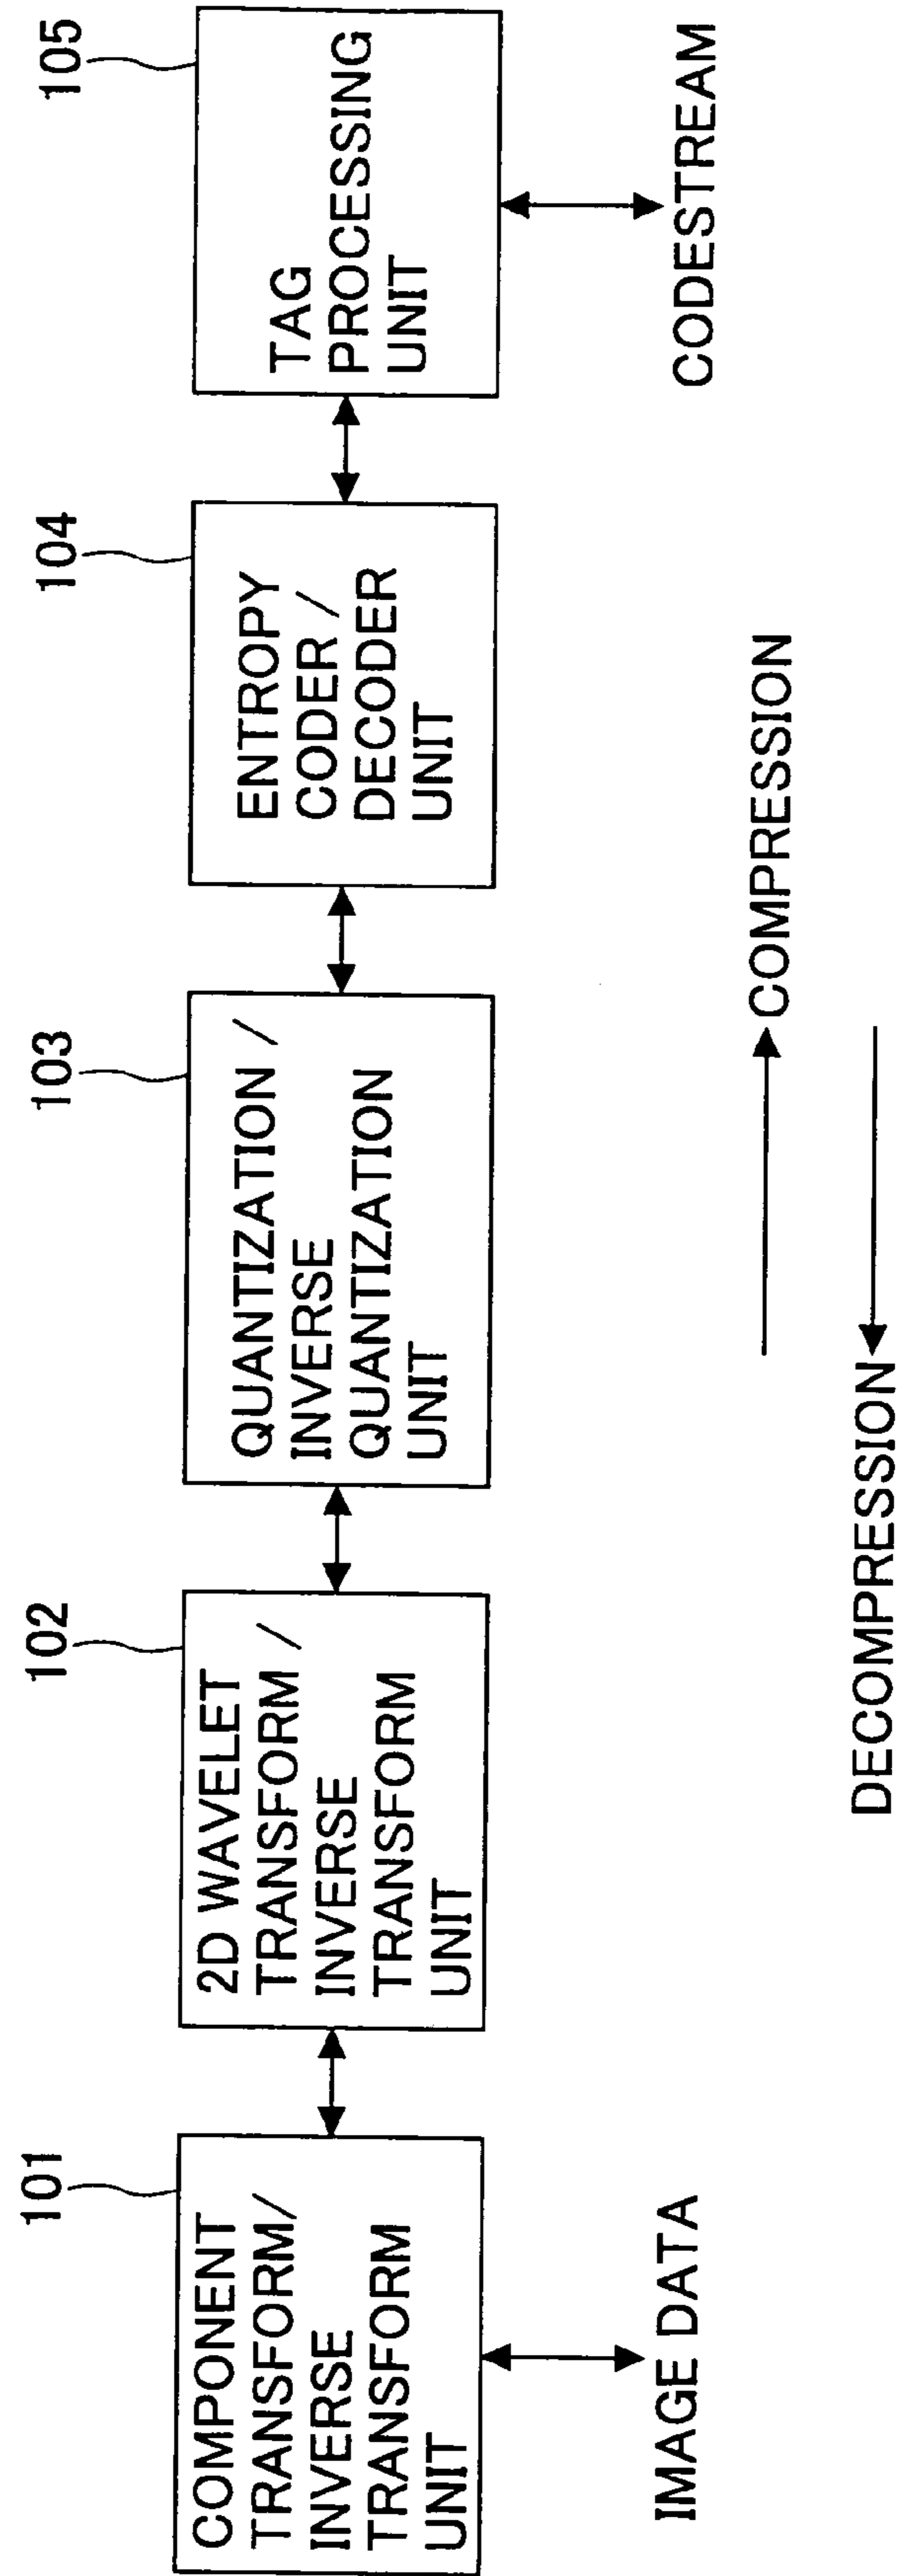 101
COMPONENT
TRANSFORM/
INVERSE
TRANSFORM
UNIT
102
2D WAVELET
TRANSFORM /
INVERSE
TRANSFORM
UNIT
103
QUANTIZATION /
INVERSE
QUANTIZATION
UNIT
104
ENTROPY
CODER /
DECODER
UNIT
105
TAG
PROCESSING
UNIT
IMAGE DATA
CODESTREAM
COMPRESSION
DECOMPRESSION